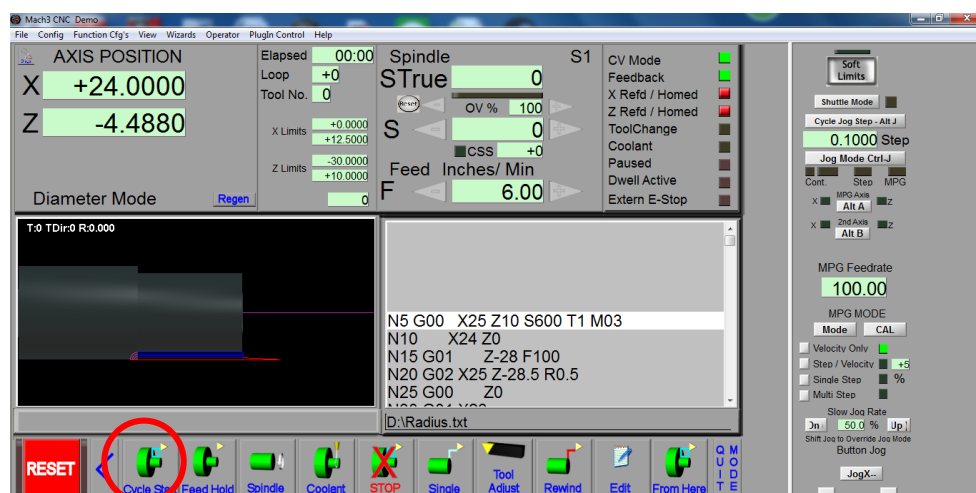 Mach3 CNC Demo
File Config Function Cfg's View Wizards Operator PlugIn Control Help
AXIS POSITION
X +24.0000
Z -4.4880
Diameter Mode
Regen
Elapsed 00:00
Loop +0
Tool No. 0
X Limits +0.0000
+12.5000
Z Limits -30.0000
+10.0000
0
Spindle S1
STrue 0
Reset
OV % 100
S 0
CSS +0
Feed Inches/ Min
F 6.00
CV Mode
Feedback
X Refd / Homed
Z Refd / Homed
ToolChange
Coolant
Paused
Dwell Active
Extern E-Stop
T:0 TDir:0 R:0.000
N5 G00 X25 Z10 S600 T1 M03
N10 X24 Z0
N15 G01 Z-28 F100
N20 G02 X25 Z-28.5 R0.5
N25 G00 Z0
D:\Radius.txt
RESET
Feed Hold
Spindle
Coolant
STOP
Single
Tool
Adjust
Rewind
Edit
From Here
QUIT
MODE
Soft
Limits
Shuttle Mode
Cycle Jog Step - Alt J
0.1000 Step
Jog Mode Ctrl-J
Cont. Step MPG
MPG Axis
X Alt A Z
2nd Axis
X Alt B Z
MPG Feedrate
100.00
MPG MODE
Mode CAL
Velocity Only
Step / Velocity +5
Single Step %
Multi Step
Slow Jog Rate
50.0 % Up
Shift Jog to Override Jog Mode
Button Jog
JogX--